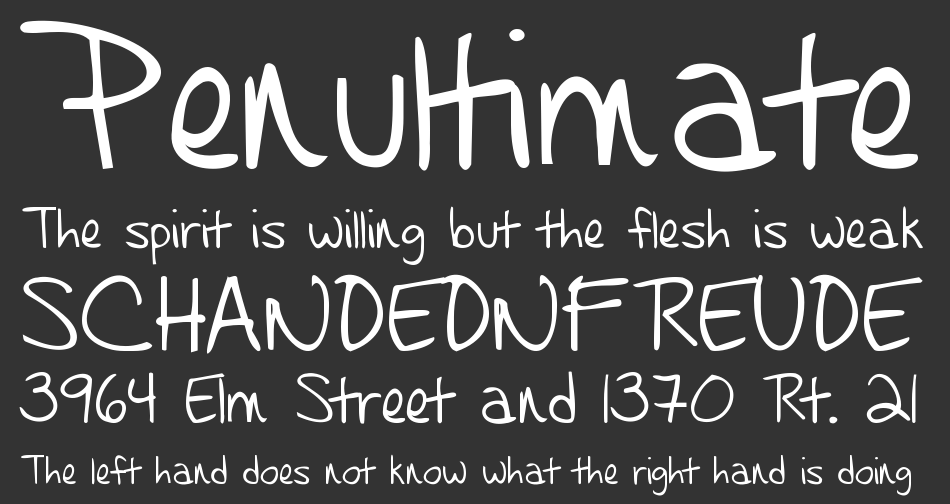 Penultimate
The spirit is willing but the flesh is weak
SCHANDEDNFREUDE
3964 Elm Street and 1370 Rt. 21
The left hand does not know what the right hand is doing